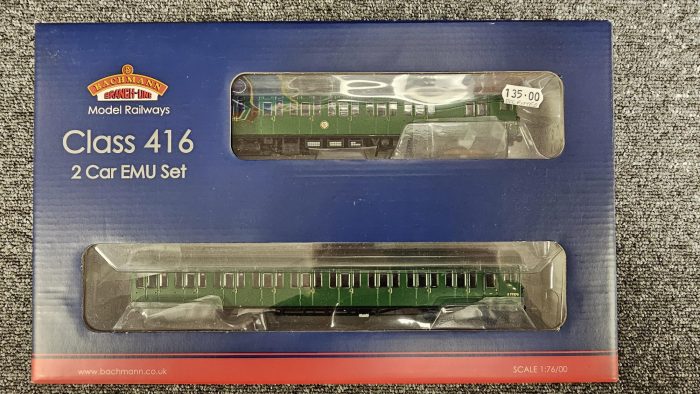 BACHMANN
BRANCH-LINE
Model Railways
Class 416
2 Car EMU Set
135.00
www.bachmann.co.uk
SCALE 1:76/00